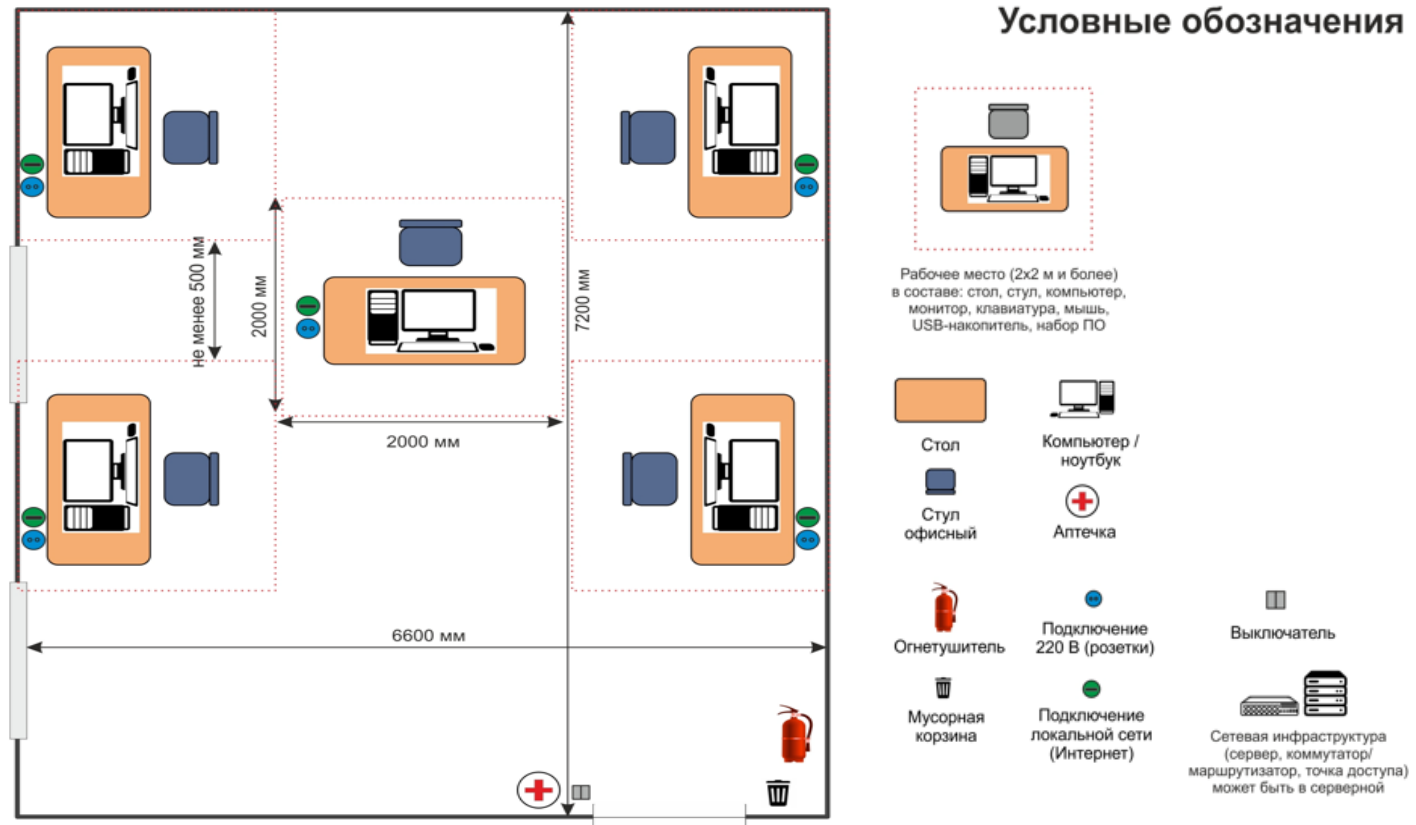 Условные обозначения
не менее 500 мм
2000 мм
7200 мм
2000 мм
6600 мм
Рабочее место (2х2 м и более)
в составе: стол, стул, компьютер,
монитор, клавиатура, мышь,
USB-накопитель, набор ПО
Стол
Компьютер /
ноутбук
Стул
офисный
Аптечка
Огнетушитель
Подключение
220 В (розетки)
Выключатель
Мусорная
корзина
Подключение
локальной сети
(Интернет)
Сетевая инфраструктура
(сервер, коммутатор/
маршрутизатор, точка доступа)
может быть в серверной